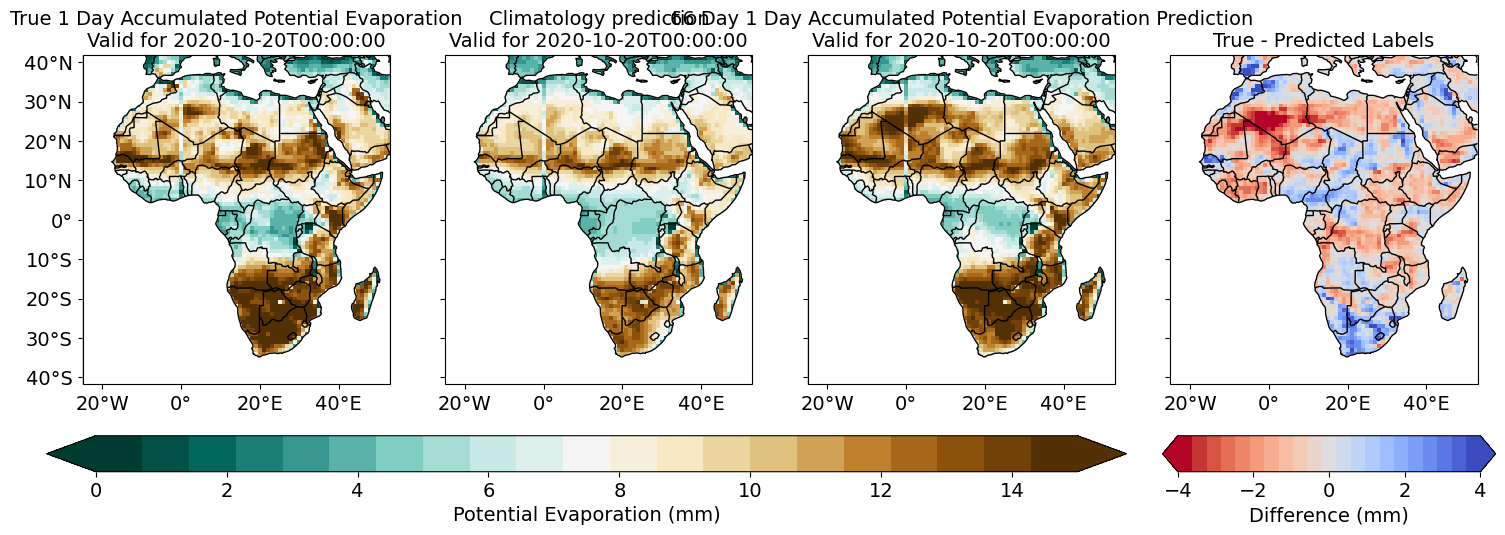 True 1 Day Accumulated Potential Evaporation
Valid for 2020-10-20T00:00:00
Climatology prediction
Valid for 2020-10-20T00:00:00
66 Day 1 Day Accumulated Potential Evaporation Prediction
Valid for 2020-10-20T00:00:00
True - Predicted Labels
40°N
30°N
20°N
10°N
0°
10°S
20°S
30°S
40°S
20°W 0° 20°E 40°E
20°W 0° 20°E 40°E
20°W 0° 20°E 40°E
20°W 0° 20°E 40°E
0 2 4 6 8 10 12 14
Potential Evaporation (mm)
−4 −2 0 2 4
Difference (mm)